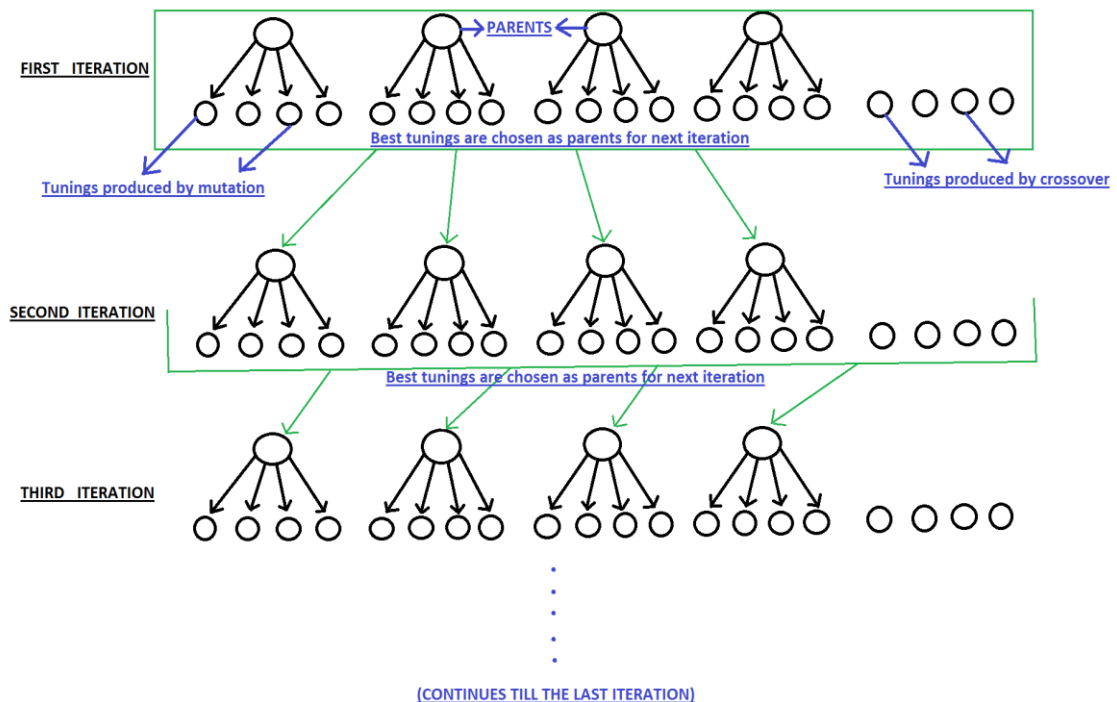 PARENTS
FIRST ITERATION
Best tunings are chosen as parents for next iteration
Tunings produced by mutation
Tunings produced by crossover
SECOND ITERATION
Best tunings are chosen as parents for next iteration
THIRD ITERATION
(CONTINUES TILL THE LAST ITERATION)